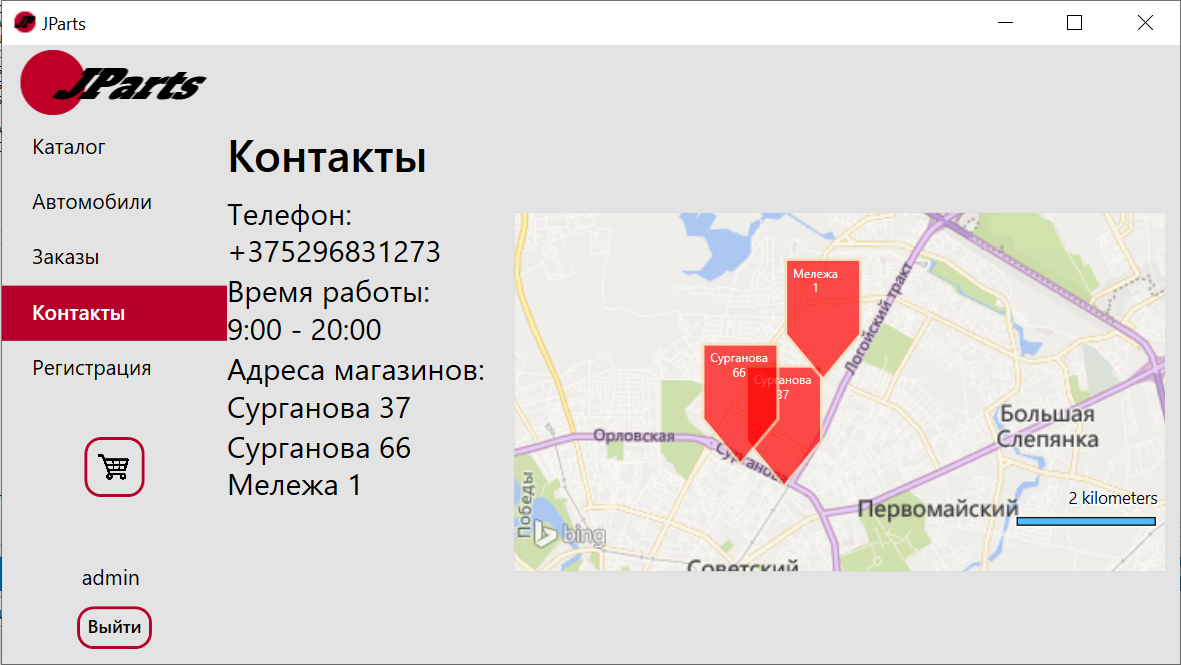 JParts
JParts
Каталог
Автомобили
Заказы
Контакты
Регистрация
admin
Выйти
Контакты
Телефон:
+375296831273
Время работы:
9:00 - 20:00
Адреса магазинов:
Сурганова 37
Сурганова 66
Мележа 1
Мележа
1
Логойский тракт
Сурганова
66
Сурганова
37
Орловская
Сурганова
Большая
Слепянка
Победы
bing
Первомайский
2 kilometers
Советский